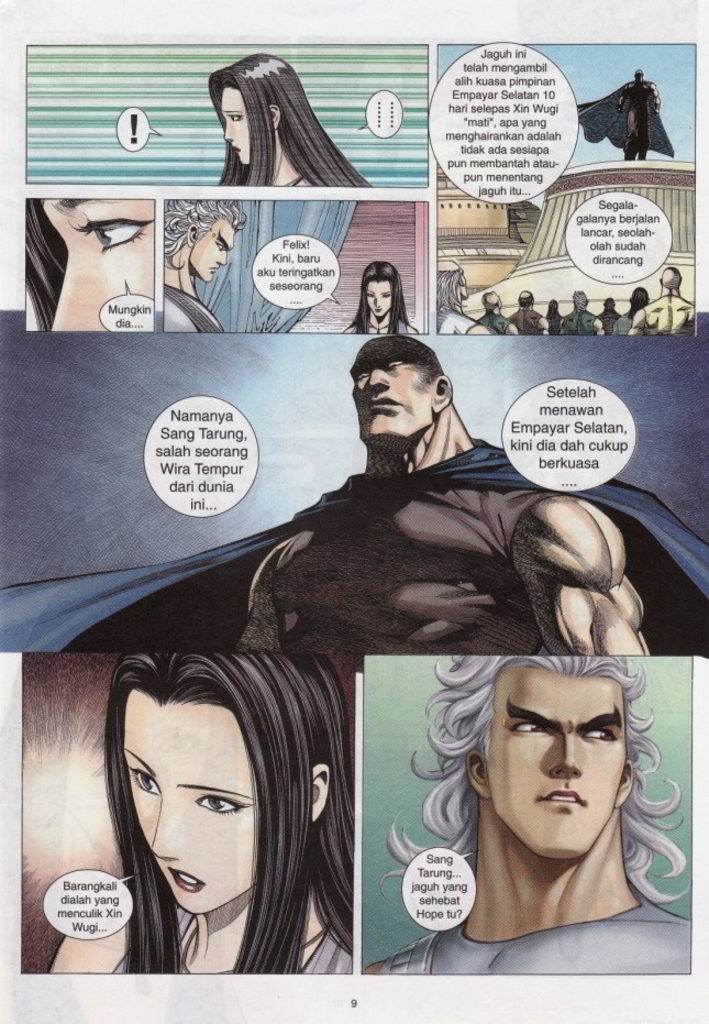 !
......
Mungkin
dia....
Felix!
Kini, baru
aku teringatkan
seseorang
....
Jaguh ini
telah mengambil
alih kuasa pimpinan
Empayar Selatan 10
hari selepas Xin Wugi
"mati", apa yang
menghairankan adalah
tidak ada sesiapa
pun membantah atau-
pun menentang
jaguh itu...
Segala-
galanya berjalan
lancar, seolah-
olah sudah
dirancang
....
Namanya
Sang Tarung,
salah seorang
Wira Tempur
dari dunia
ini...
Setelah
menawan
Empayar Selatan,
kini dia dah cukup
berkuasa
....
Barangkali
dialah yang
menculik Xin
Wugi...
Sang
Tarung...
jaguh yang
sehebat
Hope tu?
9